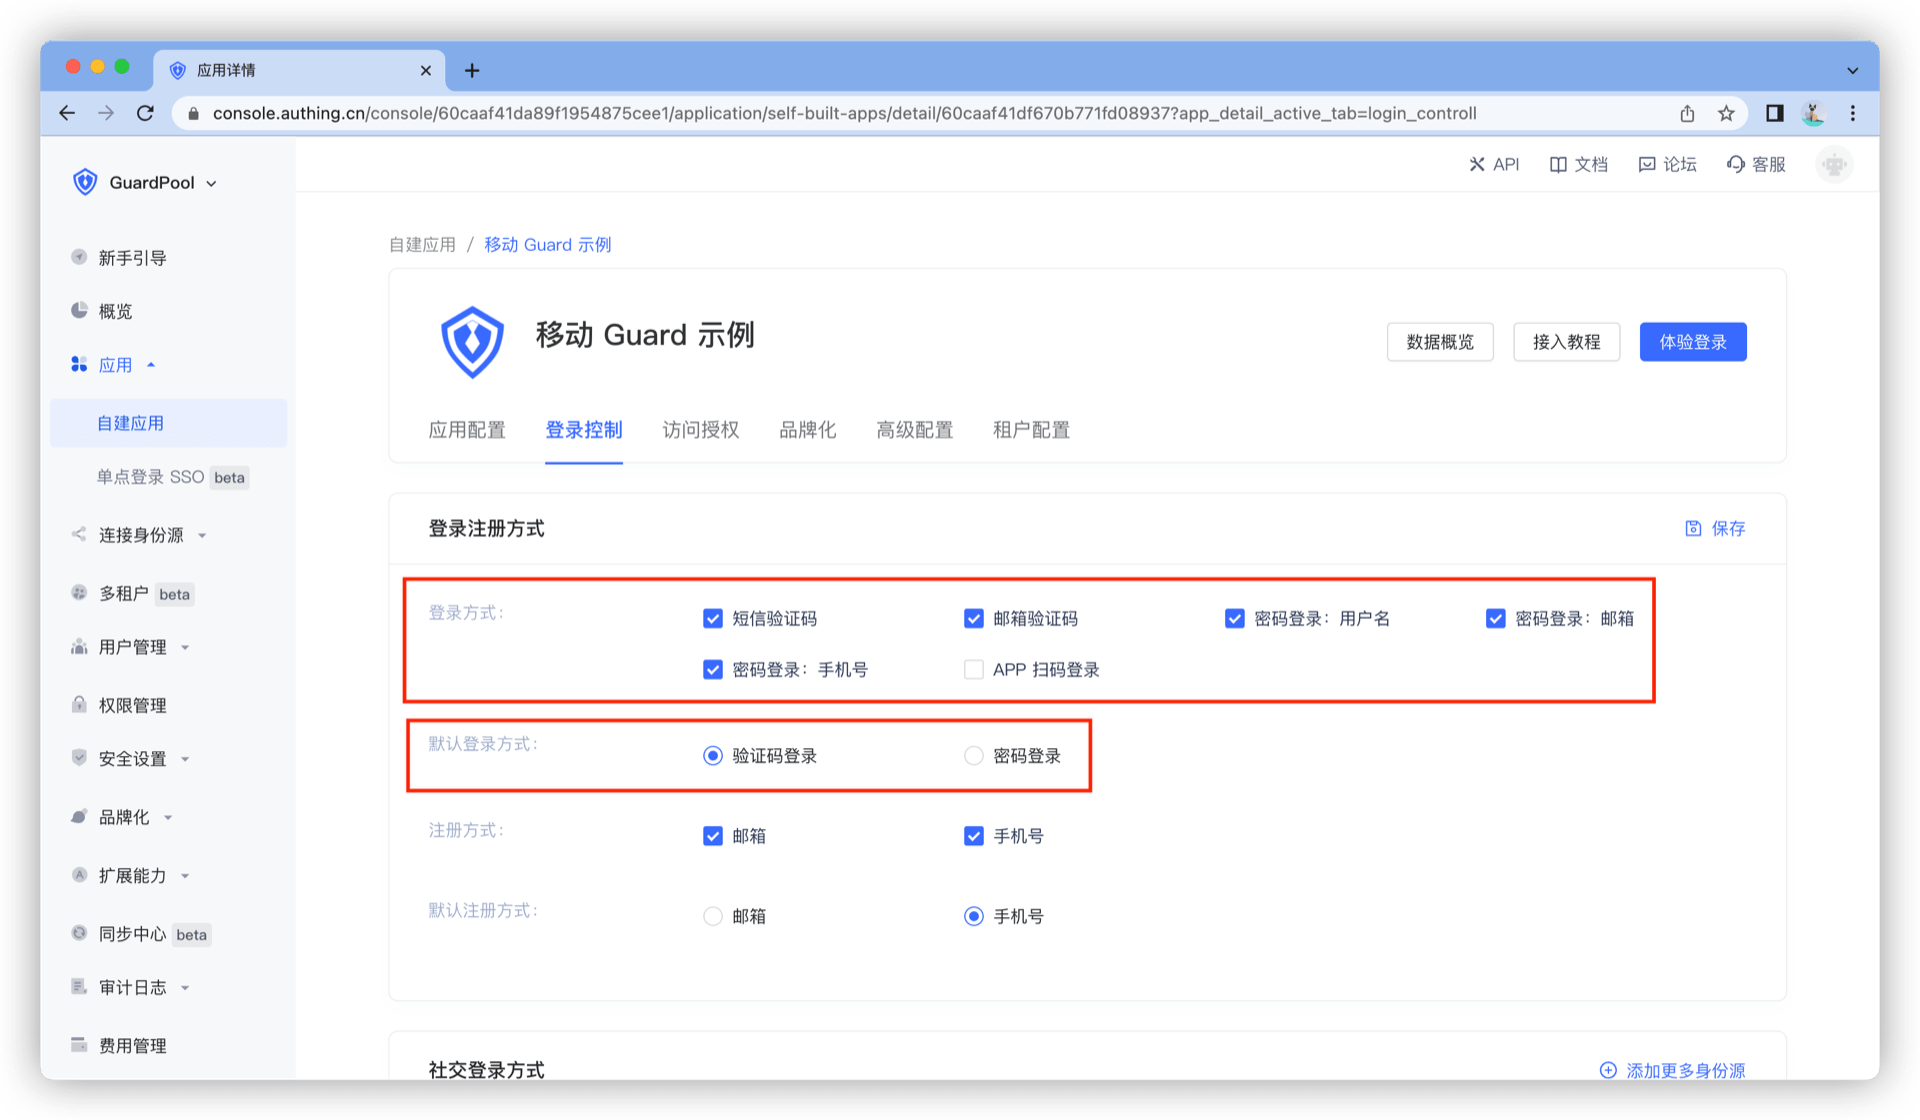 应用详情
console.authing.cn/console/60caaf41da89f1954875cee1/application/self-built-apps/detail/60caaf41df670b771fd08937?app_detail_active_tab=login_controll
GuardPool
API 文档 论坛 客服
新手引导
概览
应用
自建应用
单点登录 SSO beta
连接身份源
多租户 beta
用户管理
权限管理
安全设置
品牌化
扩展能力
同步中心 beta
审计日志
费用管理
自建应用 / 移动 Guard 示例
移动 Guard 示例
数据概览 接入教程 体验登录
应用配置 登录控制 访问授权 品牌化 高级配置 租户配置
登录注册方式 保存
登录方式: 短信验证码 邮箱验证码 密码登录：用户名 密码登录：邮箱
密码登录：手机号 APP 扫码登录
默认登录方式: 验证码登录 密码登录
注册方式: 邮箱 手机号
默认注册方式: 邮箱 手机号
社交登录方式 添加更多身份源